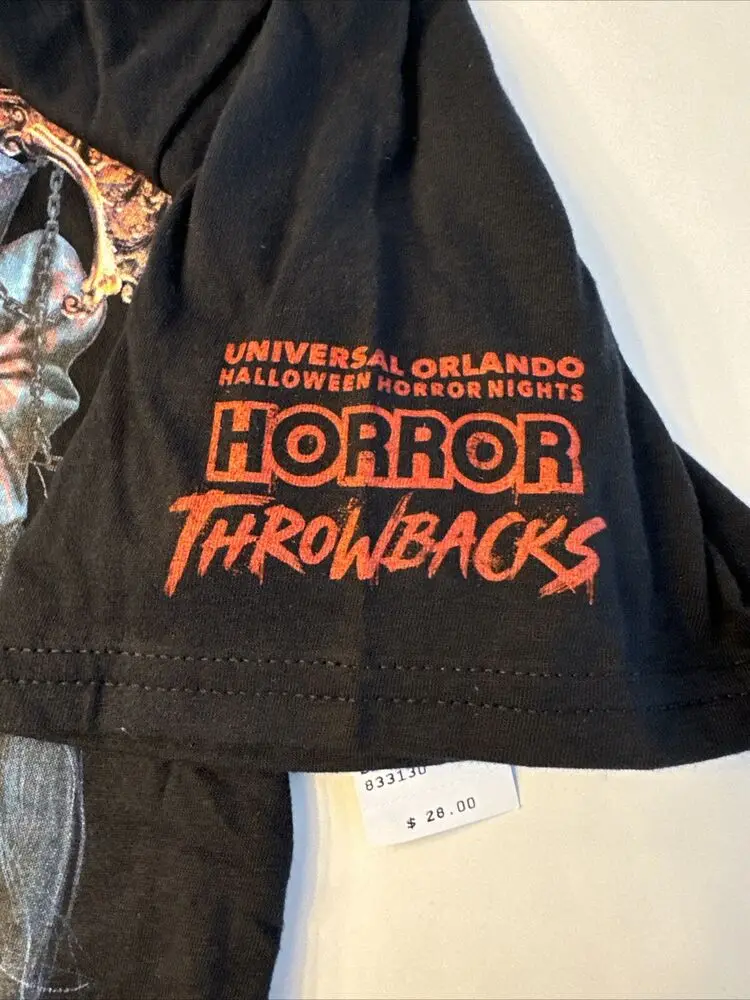 UNIVERSAL ORLANDO
HALLOWEEN HORROR NIGHTS
HORROR
THROWBACKS
833130
$ 28.00